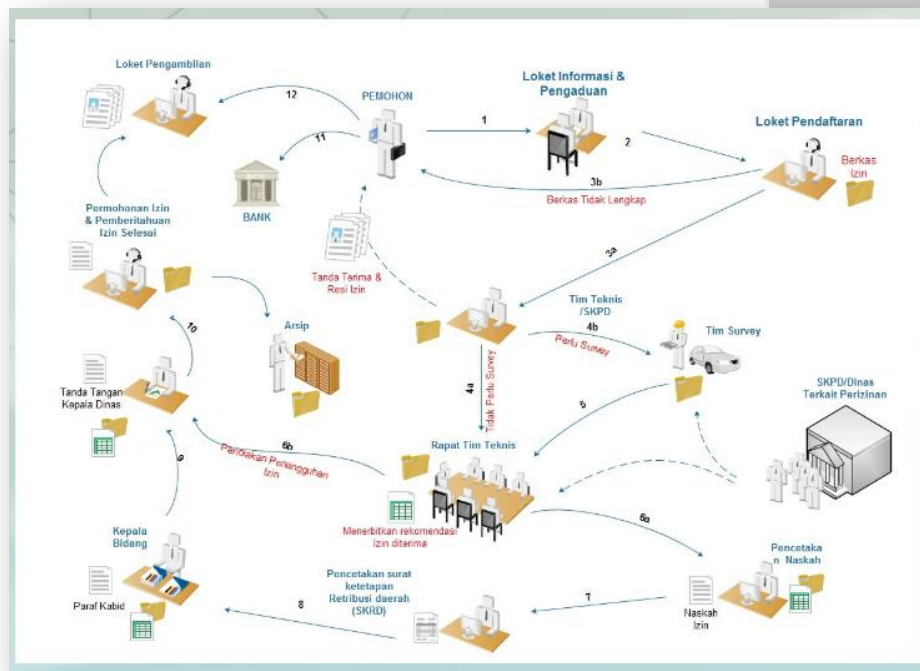 Loket Pengambilan
12
PEMOHON
1
Loket Informasi &
Pengaduan
2
Loket Pendaftaran
Berkas
Izin
11
BANK
3b
Berkas Tidak Lengkap
3a
Permohonan Izin
& Pemberitahuan
Izin Selesai
Tanda Terima &
Resi Izin
Tim Teknis
/SKPD
4b
Perlu Survey
Tim Survey
10
Arsip
4a
Tidak Perlu Survey
5
SKPD/Dinas
Terkait Perizinan
Tanda Tangan
Kepala Dinas
6b
Izin
Rapat Tim Teknis
9
Menerbitkan rekomendasi
Izin diterima
6a
Kepala
Bidang
Paraf Kabid
Pencetakan surat
ketetapan
Retribusi daerah
(SKRD)
8
7
Pencetaka
n Naskah
Naskah
Izin